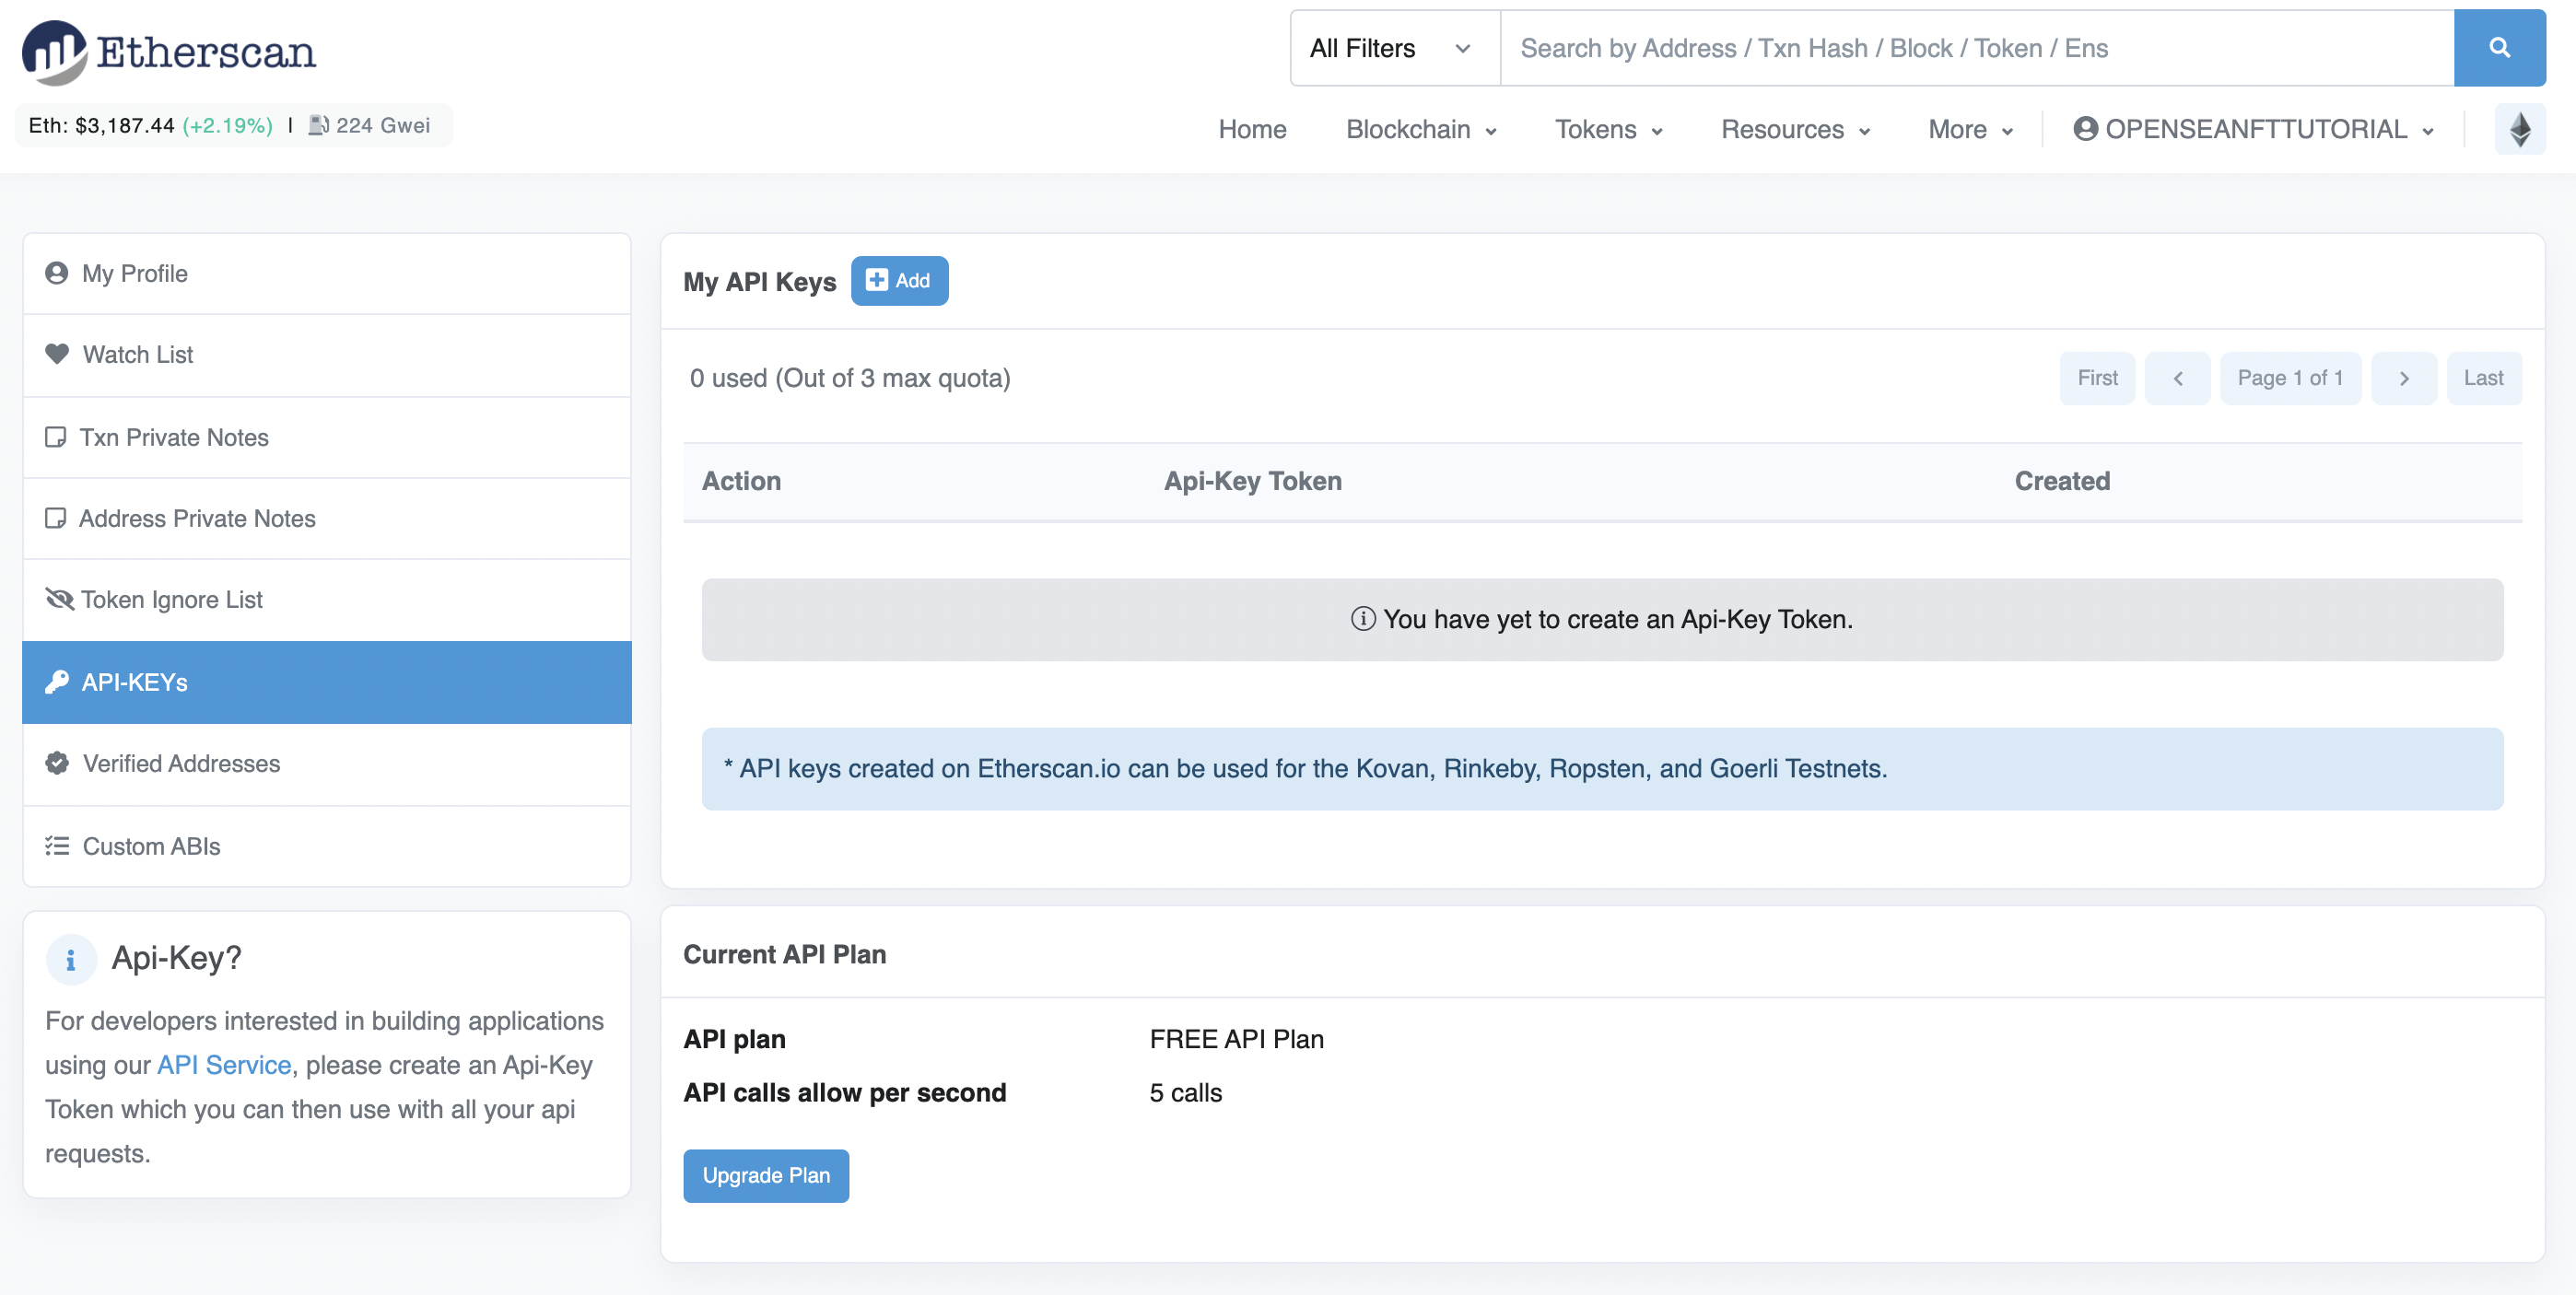 Etherscan
All Filters
Search by Address / Txn Hash / Block / Token / Ens
Eth: $3,187.44 (+2.19%) | 224 Gwei
Home Blockchain Tokens Resources More OPENSEANFTTUTORIAL
My Profile
Watch List
Txn Private Notes
Address Private Notes
Token Ignore List
API-KEYs
Verified Addresses
Custom ABIs
Api-Key?
For developers interested in building applications
using our API Service, please create an Api-Key
Token which you can then use with all your api
requests.
My API Keys Add
0 used (Out of 3 max quota)
First Page 1 of 1 Last
Action Api-Key Token Created
You have yet to create an Api-Key Token.
* API keys created on Etherscan.io can be used for the Kovan, Rinkeby, Ropsten, and Goerli Testnets.
Current API Plan
API plan FREE API Plan
API calls allow per second 5 calls
Upgrade Plan